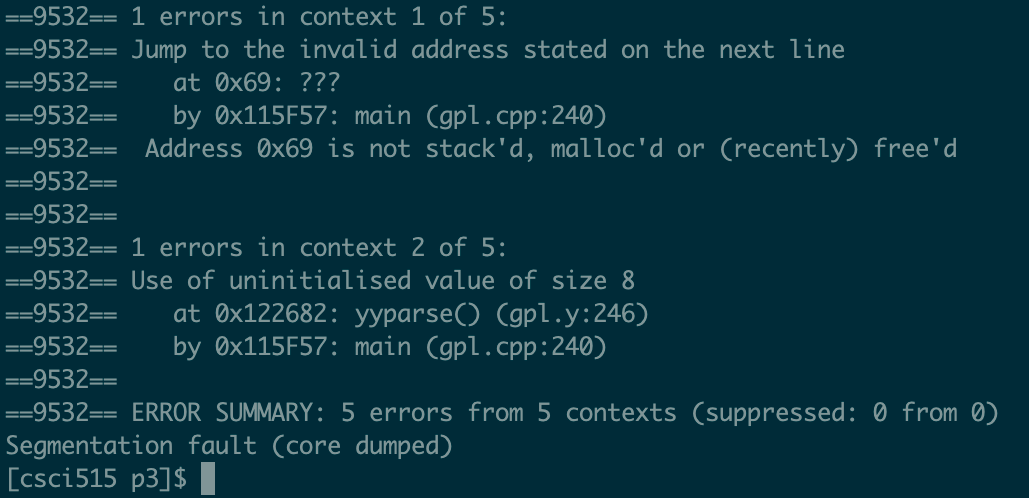 ==9532== 1 errors in context 1 of 5:
==9532== Jump to the invalid address stated on the next line
==9532==    at 0x69: ???
==9532==    by 0x115F57: main (gpl.cpp:240)
==9532==  Address 0x69 is not stack'd, malloc'd or (recently) free'd
==9532==
==9532==
==9532== 1 errors in context 2 of 5:
==9532== Use of uninitialised value of size 8
==9532==    at 0x122682: yyparse() (gpl.y:246)
==9532==    by 0x115F57: main (gpl.cpp:240)
==9532==
==9532== ERROR SUMMARY: 5 errors from 5 contexts (suppressed: 0 from 0)
Segmentation fault (core dumped)
[csci515 p3]$